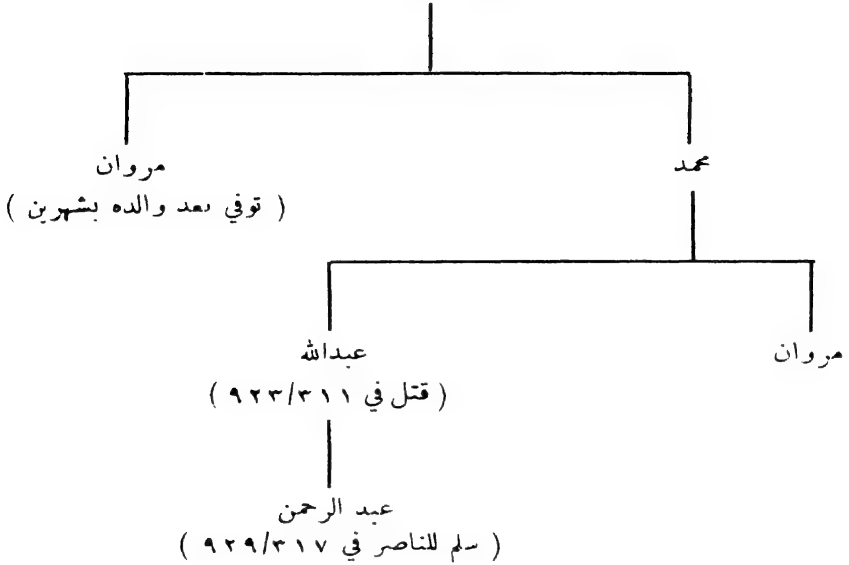 محمد
مروان
( توفي بعد والده بشهرين )
مروان
عبدالله
( قتل في ٩٢٣/٣١١ )
عبد الرحمن
( سلم للناصر في ٩٢٩/٣١٧ )